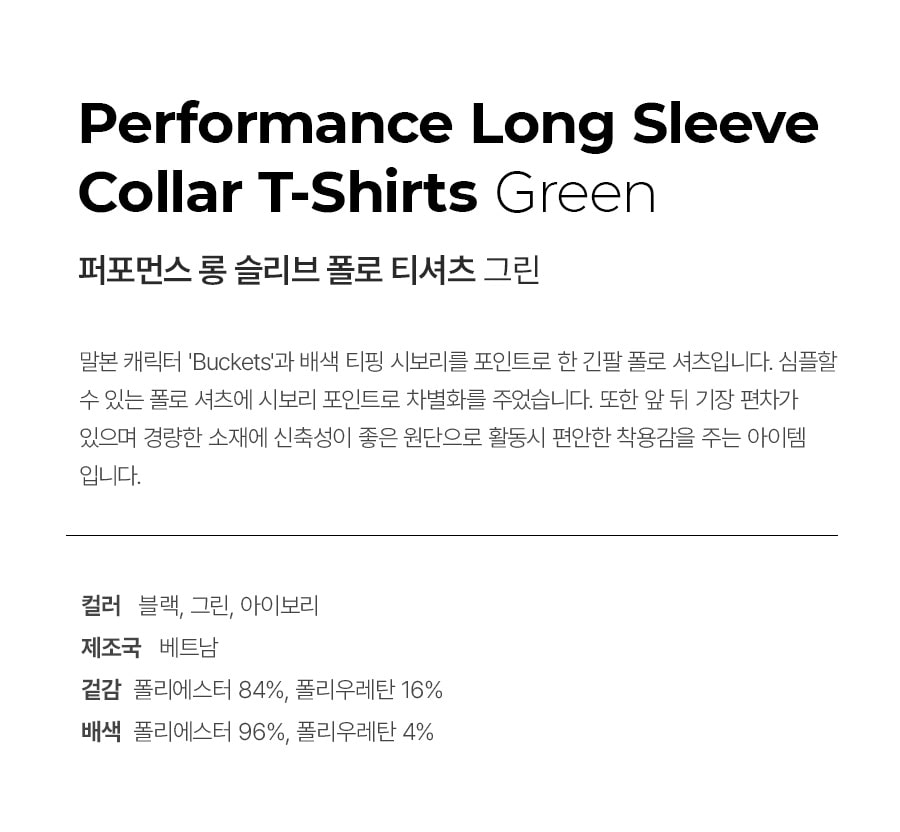 Performance Long Sleeve
Collar T-Shirts Green
퍼포먼스 롱 슬리브 폴로 티셔츠 그린
말본 캐릭터 'Buckets'과 배색 티핑 시보리를 포인트로 한 긴팔 폴로 셔츠입니다. 심플할
수 있는 폴로 셔츠에 시보리 포인트로 차별화를 주었습니다. 또한 앞 뒤 기장 편차가
있으며 경량한 소재에 신축성이 좋은 원단으로 활동시 편안한 착용감을 주는 아이템
입니다.
컬러 블랙, 그린, 아이보리
제조국 베트남
겉감 폴리에스터 84%, 폴리우레탄 16%
배색 폴리에스터 96%, 폴리우레탄 4%